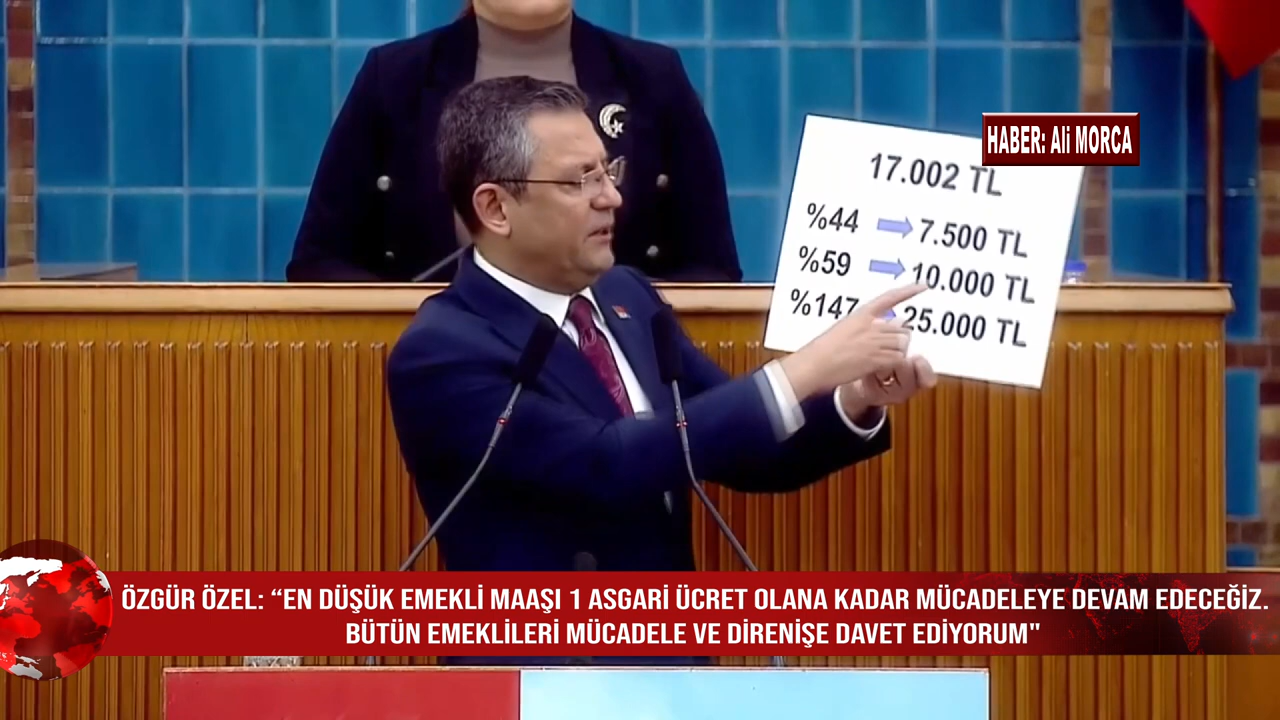 HABER: Ali MORCA
17.002 TL
%44 7.500 TL
%59 10.000 TL
%147 25.000 TL
ÖZGÜR ÖZEL: “EN DÜŞÜK EMEKLİ MAAŞI 1 ASGARİ ÜCRET OLANA KADAR MÜCADELEYE DEVAM EDECEĞİZ.
BÜTÜN EMEKLİLERİ MÜCADELE VE DİRENİŞE DAVET EDİYORUM"